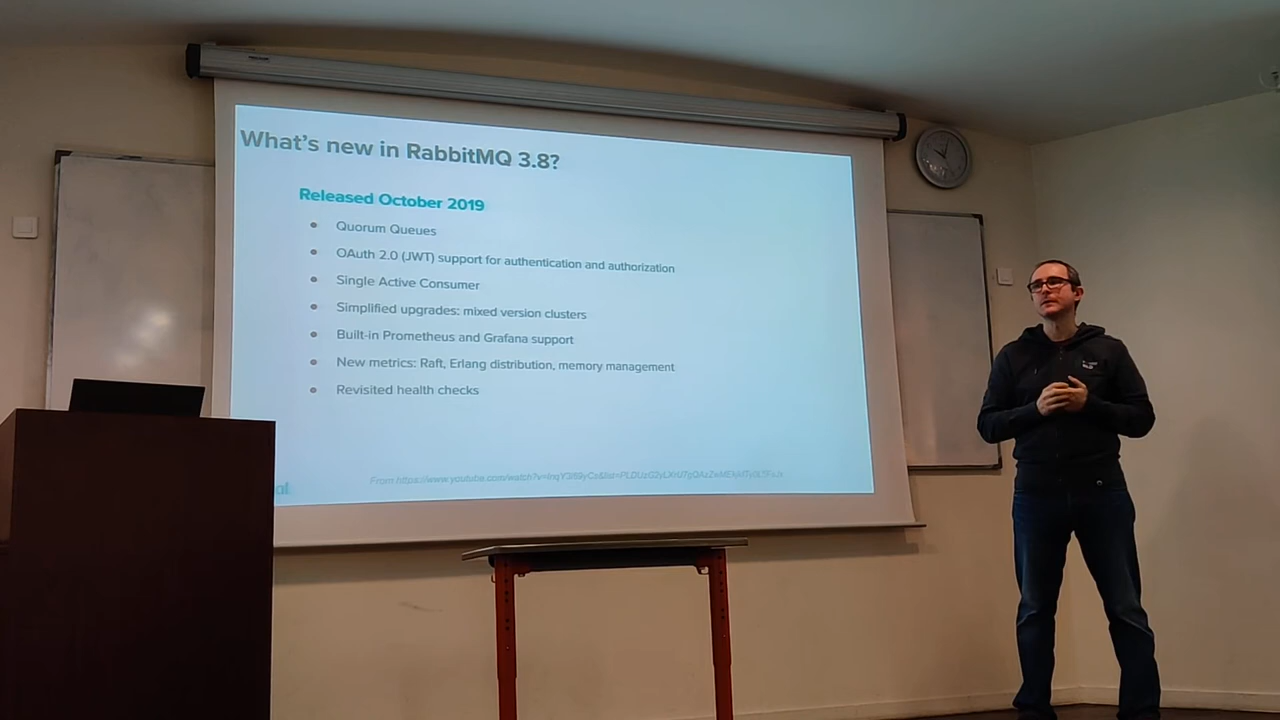 What's new in RabbitMQ 3.8?
Released October 2019
Quorum Queues
OAuth 2.0 (JWT) support for authentication and authorization
Single Active Consumer
Simplified upgrades: mixed version clusters
Built-in Prometheus and Grafana support
New metrics: Raft, Erlang distribution, memory management
Revisited health checks
From